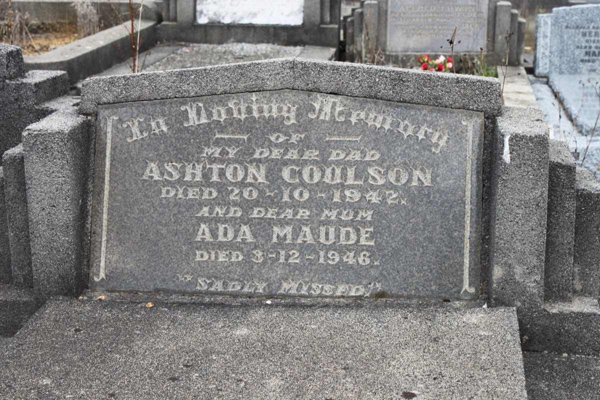 In Loving Memory
OF
MY DEAR DAD
ASHTON COULSON
DIED 20-10-1942.
AND DEAR MUM
ADA MAUDE
DIED 3-12-1946.
"SADLY MISSED."